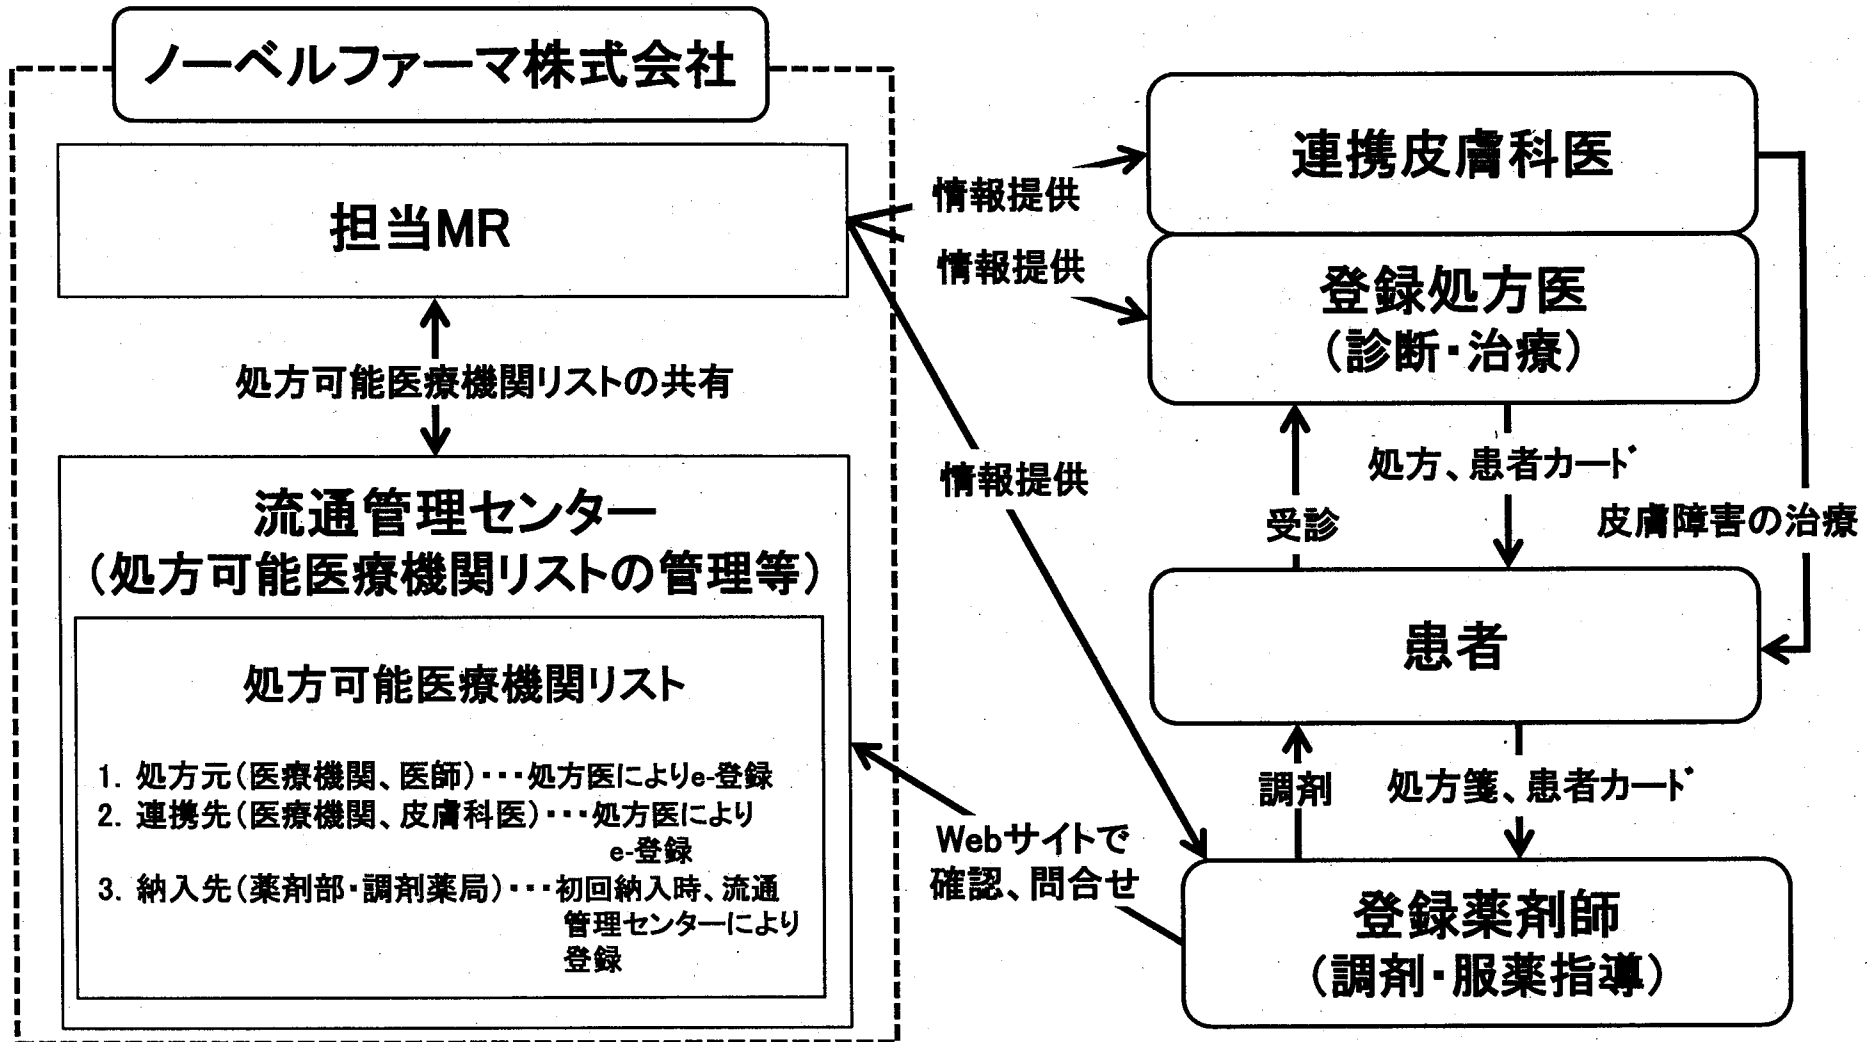 ノーベルファーマ株式会社
担当MR
処方可能医療機関リストの共有
流通管理センター
(処方可能医療機関リストの管理等)
処方可能医療機関リスト
1. 処方元(医療機関、医師)・・・処方医によりe-登録
2. 連携先(医療機関、皮膚科医)・・・処方医により
e-登録
3. 納入先(薬剤部・調剤薬局)・・・初回納入時、流通
管理センターにより
登録
情報提供
情報提供
情報提供
Webサイトで
確認、問合せ
連携皮膚科医
登録処方医
(診断・治療)
受診
処方、患者カード
皮膚障害の治療
患者
調剤
処方箋、患者カード
登録薬剤師
(調剤・服薬指導)